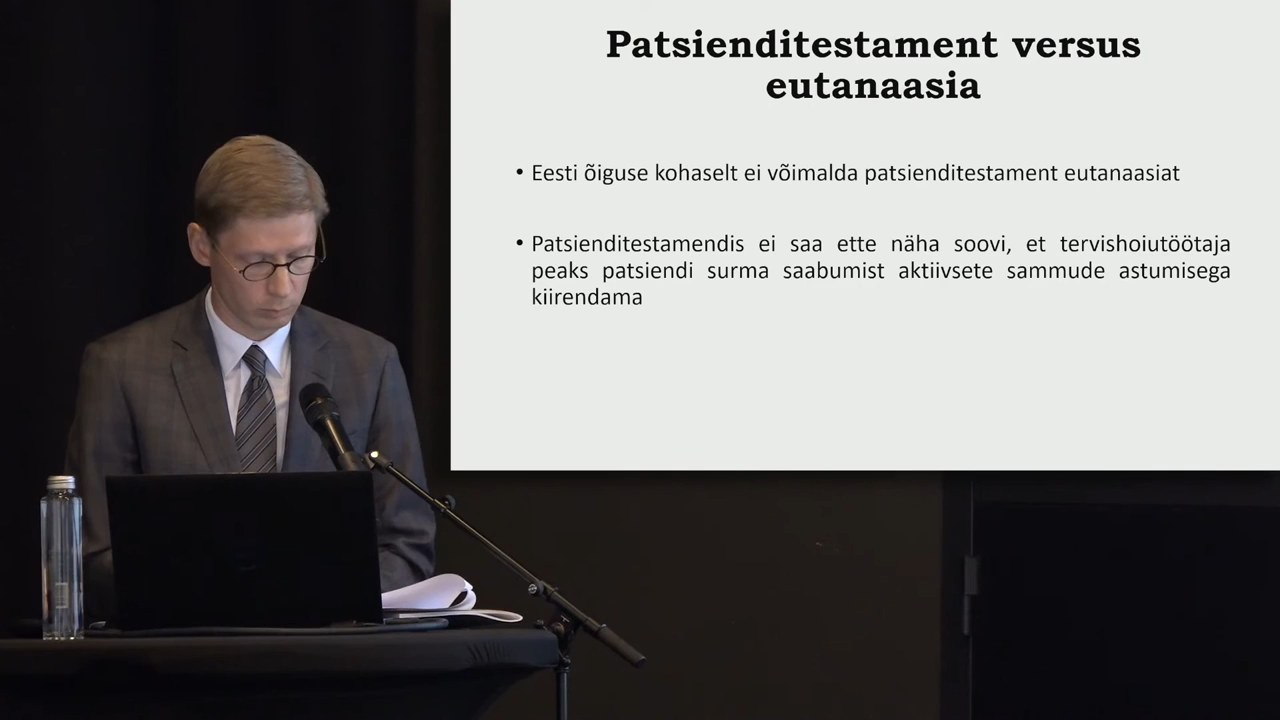 Patsienditestament versus
eutanaasia
• Eesti õiguse kohaselt ei võimalda patsienditestament eutanaasiat
• Patsienditestamendis ei saa ette näha soovi, et tervishoiutöötaja
peaks patsiendi surma saabumist aktiivsete sammude astumisega
kiirendama